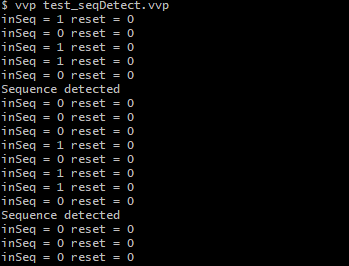 $ vvp test_seqDetect.vvp
inSeq = 1 reset = 0
inSeq = 0 reset = 0
inSeq = 1 reset = 0
inSeq = 1 reset = 0
inSeq = 0 reset = 0
Sequence detected
inSeq = 0 reset = 0
inSeq = 0 reset = 0
inSeq = 0 reset = 0
inSeq = 1 reset = 0
inSeq = 0 reset = 0
inSeq = 1 reset = 0
inSeq = 1 reset = 0
inSeq = 0 reset = 0
Sequence detected
inSeq = 0 reset = 0
inSeq = 0 reset = 0
inSeq = 0 reset = 0